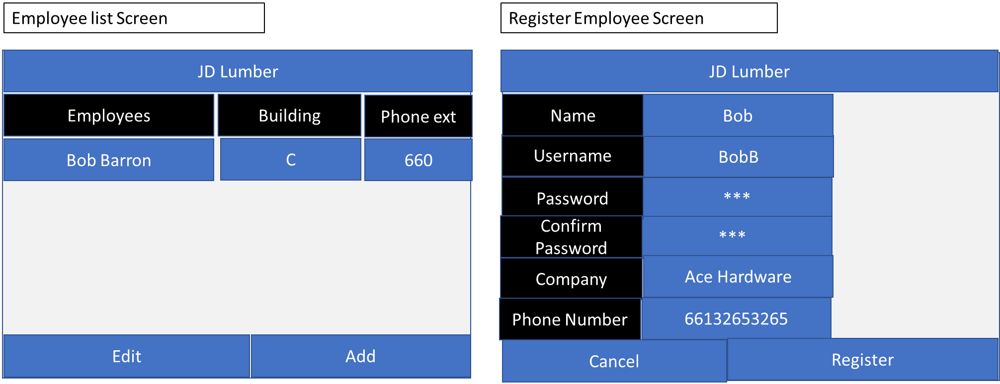 Employee list Screen
JD Lumber
Employees Building Phone ext
Bob Barron C 660
Edit Add
Register Employee Screen
JD Lumber
Name Bob
Username BobB
Password ***
Confirm
Password ***
Company Ace Hardware
Phone Number 66132653265
Cancel Register